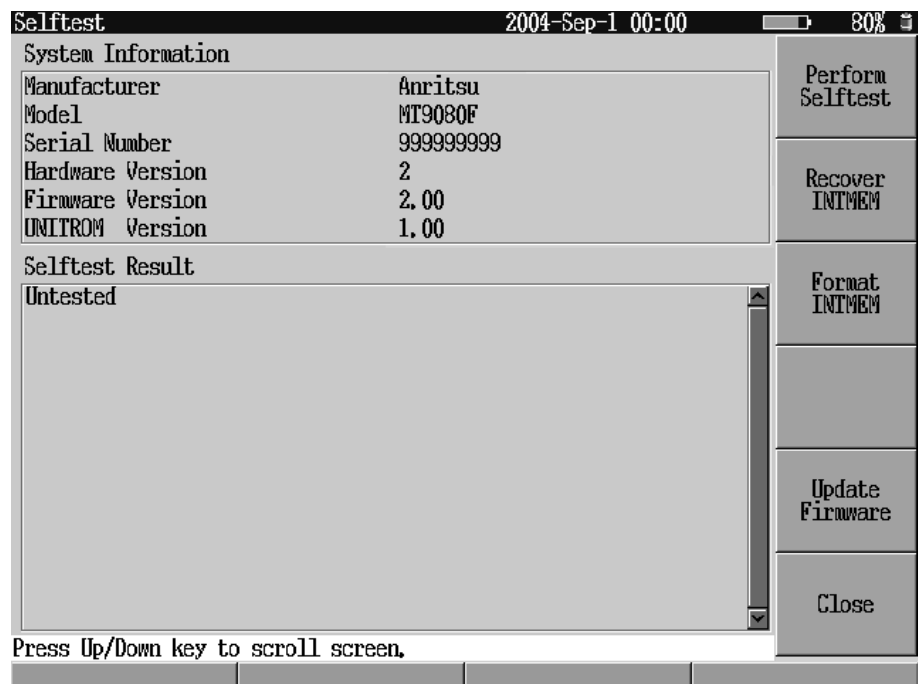 Selftest 2004-Sep-1 00:00 80%
System Information
Manufacturer Anritsu
Model MT9080F
Serial Number 999999999
Hardware Version 2
Firmware Version 2.00
UNITROM Version 1.00
Selftest Result
Untested
Press Up/Down key to scroll screen.
Perform
Selftest
Recover
INTMEM
Format
INTMEM
Update
Firmware
Close